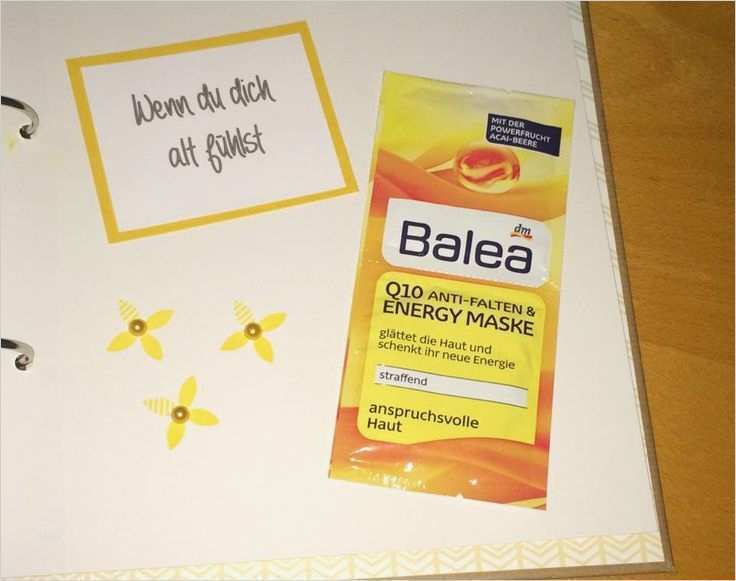 Wenn du dich
alt fühlst
MIT DER
POWERFRUCHT
ACAI-BEERE
dm
Balea
Q10 ANTI-FALTEN &
ENERGY MASKE
glättet die Haut und
schenkt ihr neue Energie
straffend
anspruchsvolle
Haut